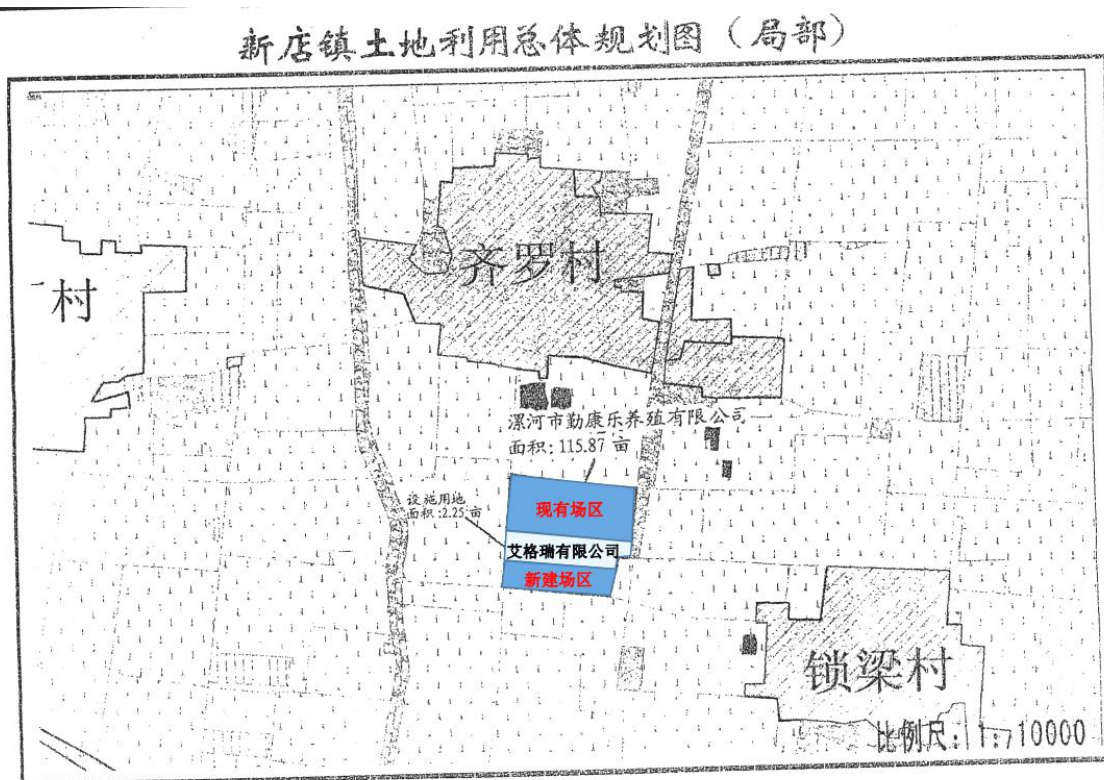 新店镇土地利用总体规划图（局部）
齐罗村
村
漯河市勤康乐养殖有限公司
面积：115.87 亩
设施用地
面积：2.25 亩
现有场区
艾格瑞有限公司
新建场区
锁梁村
比例尺：1：10000